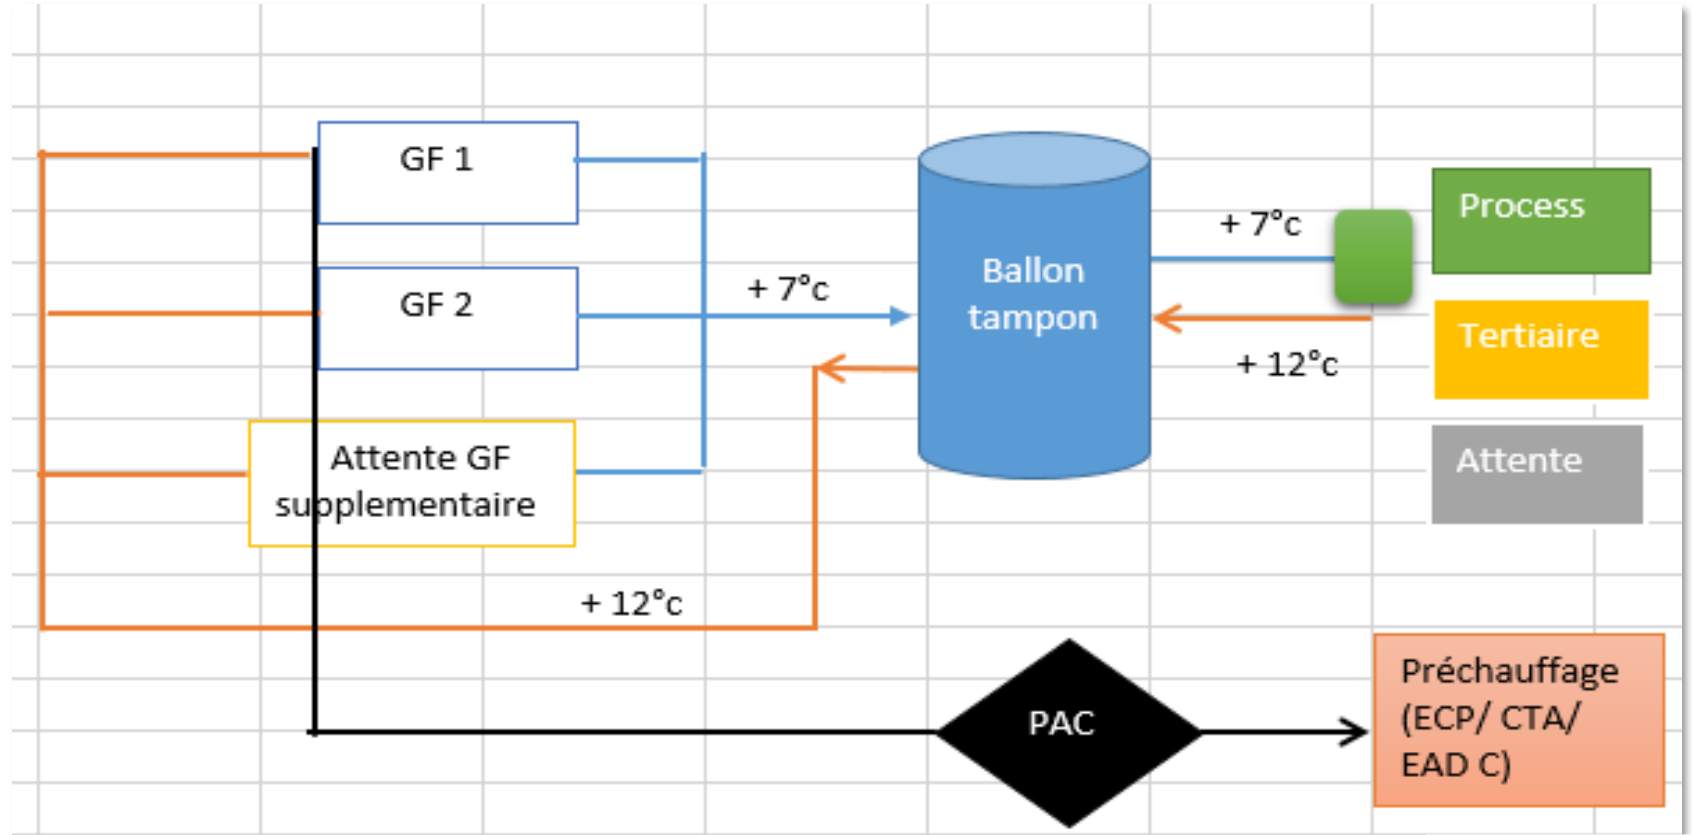 GF 1
GF 2
Attente GF
supplementaire
+ 7°c
+ 12°c
Ballon
tampon
+ 7°c
+ 12°c
Process
Tertiaire
Attente
PAC
Préchauffage
(ECP/ CTA/
EAD C)